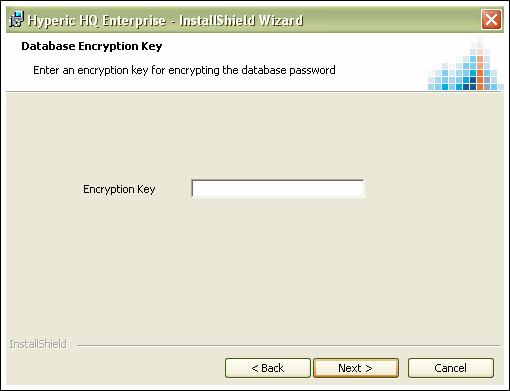 Hyperic HQ Enterprise - InstallShield Wizard
Database Encryption Key
Enter an encryption key for encrypting the database password
Encryption Key
InstallShield
< Back
Next >
Cancel